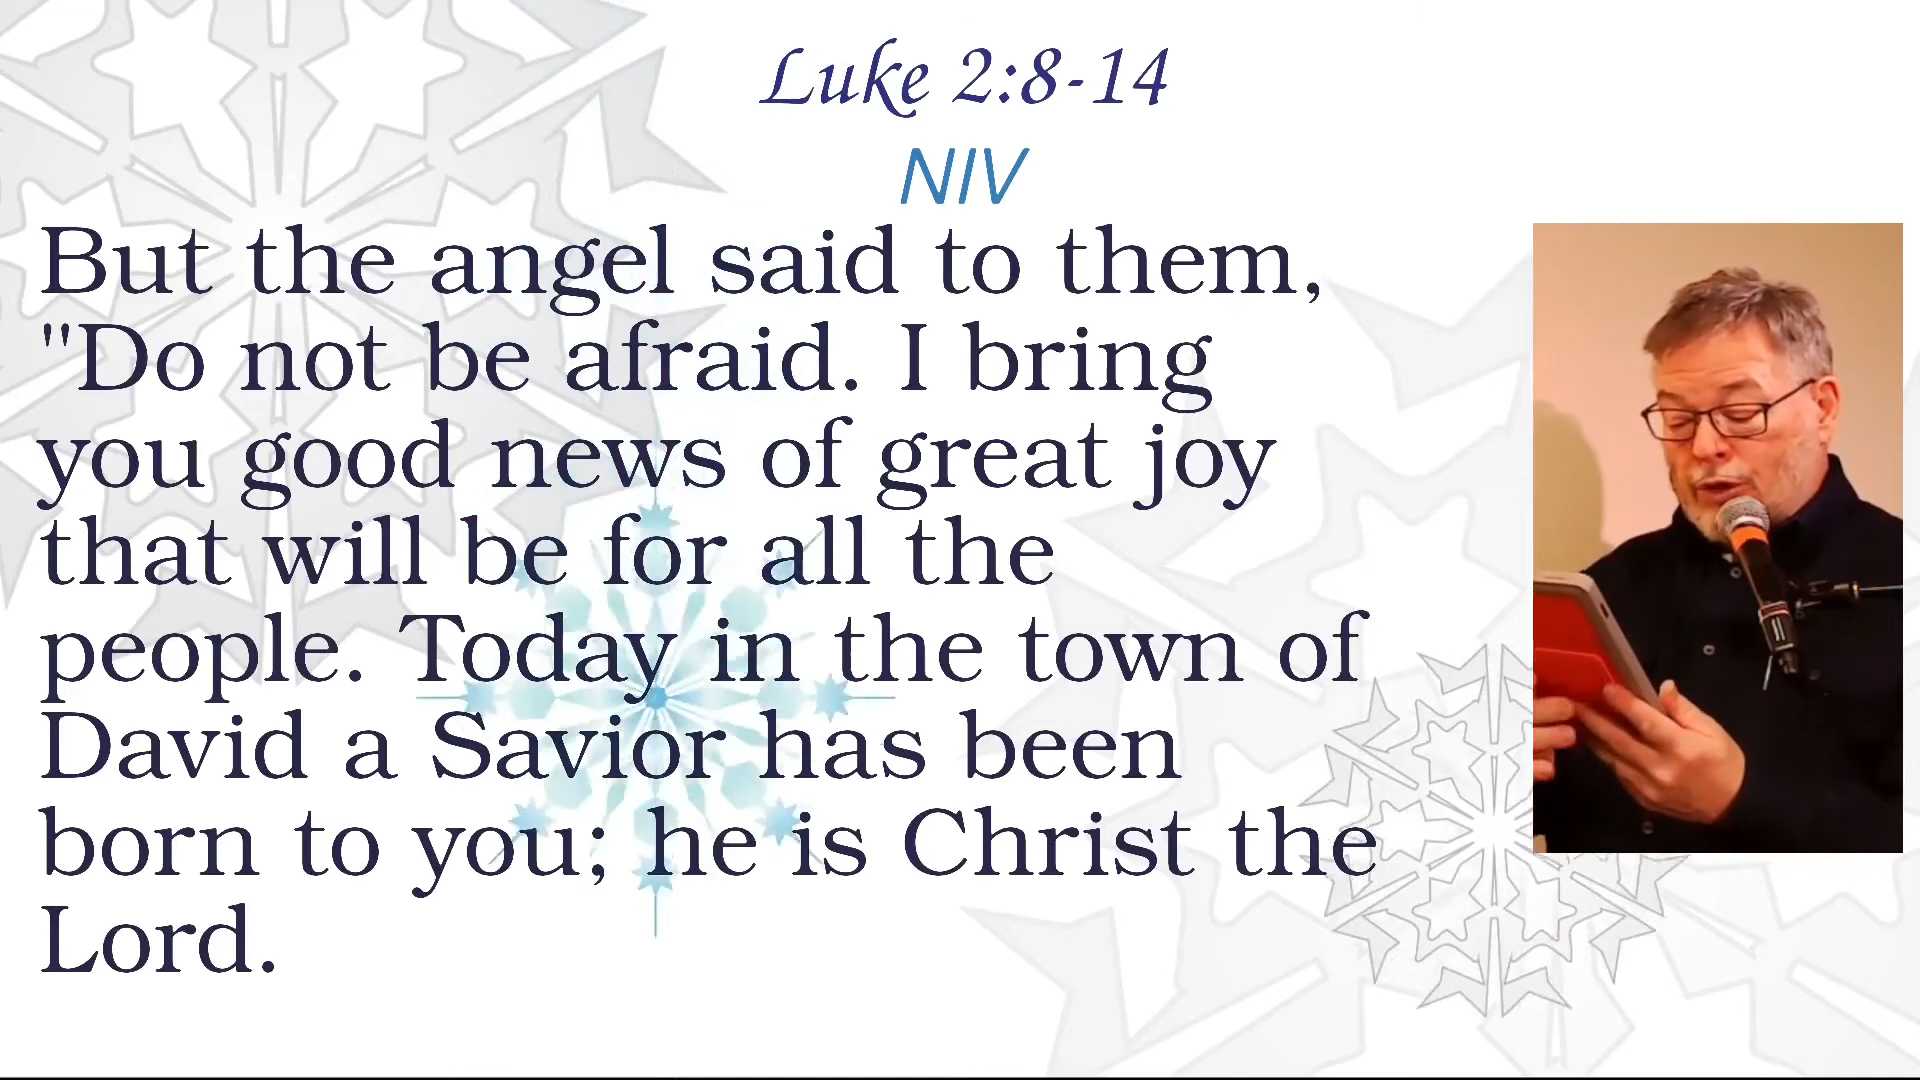 Luke 2:8-14
NIV
But the angel said to them,
"Do not be afraid. I bring
you good news of great joy
that will be for all the
people. Today in the town of
David a Savior has been
born to you; he is Christ the
Lord.